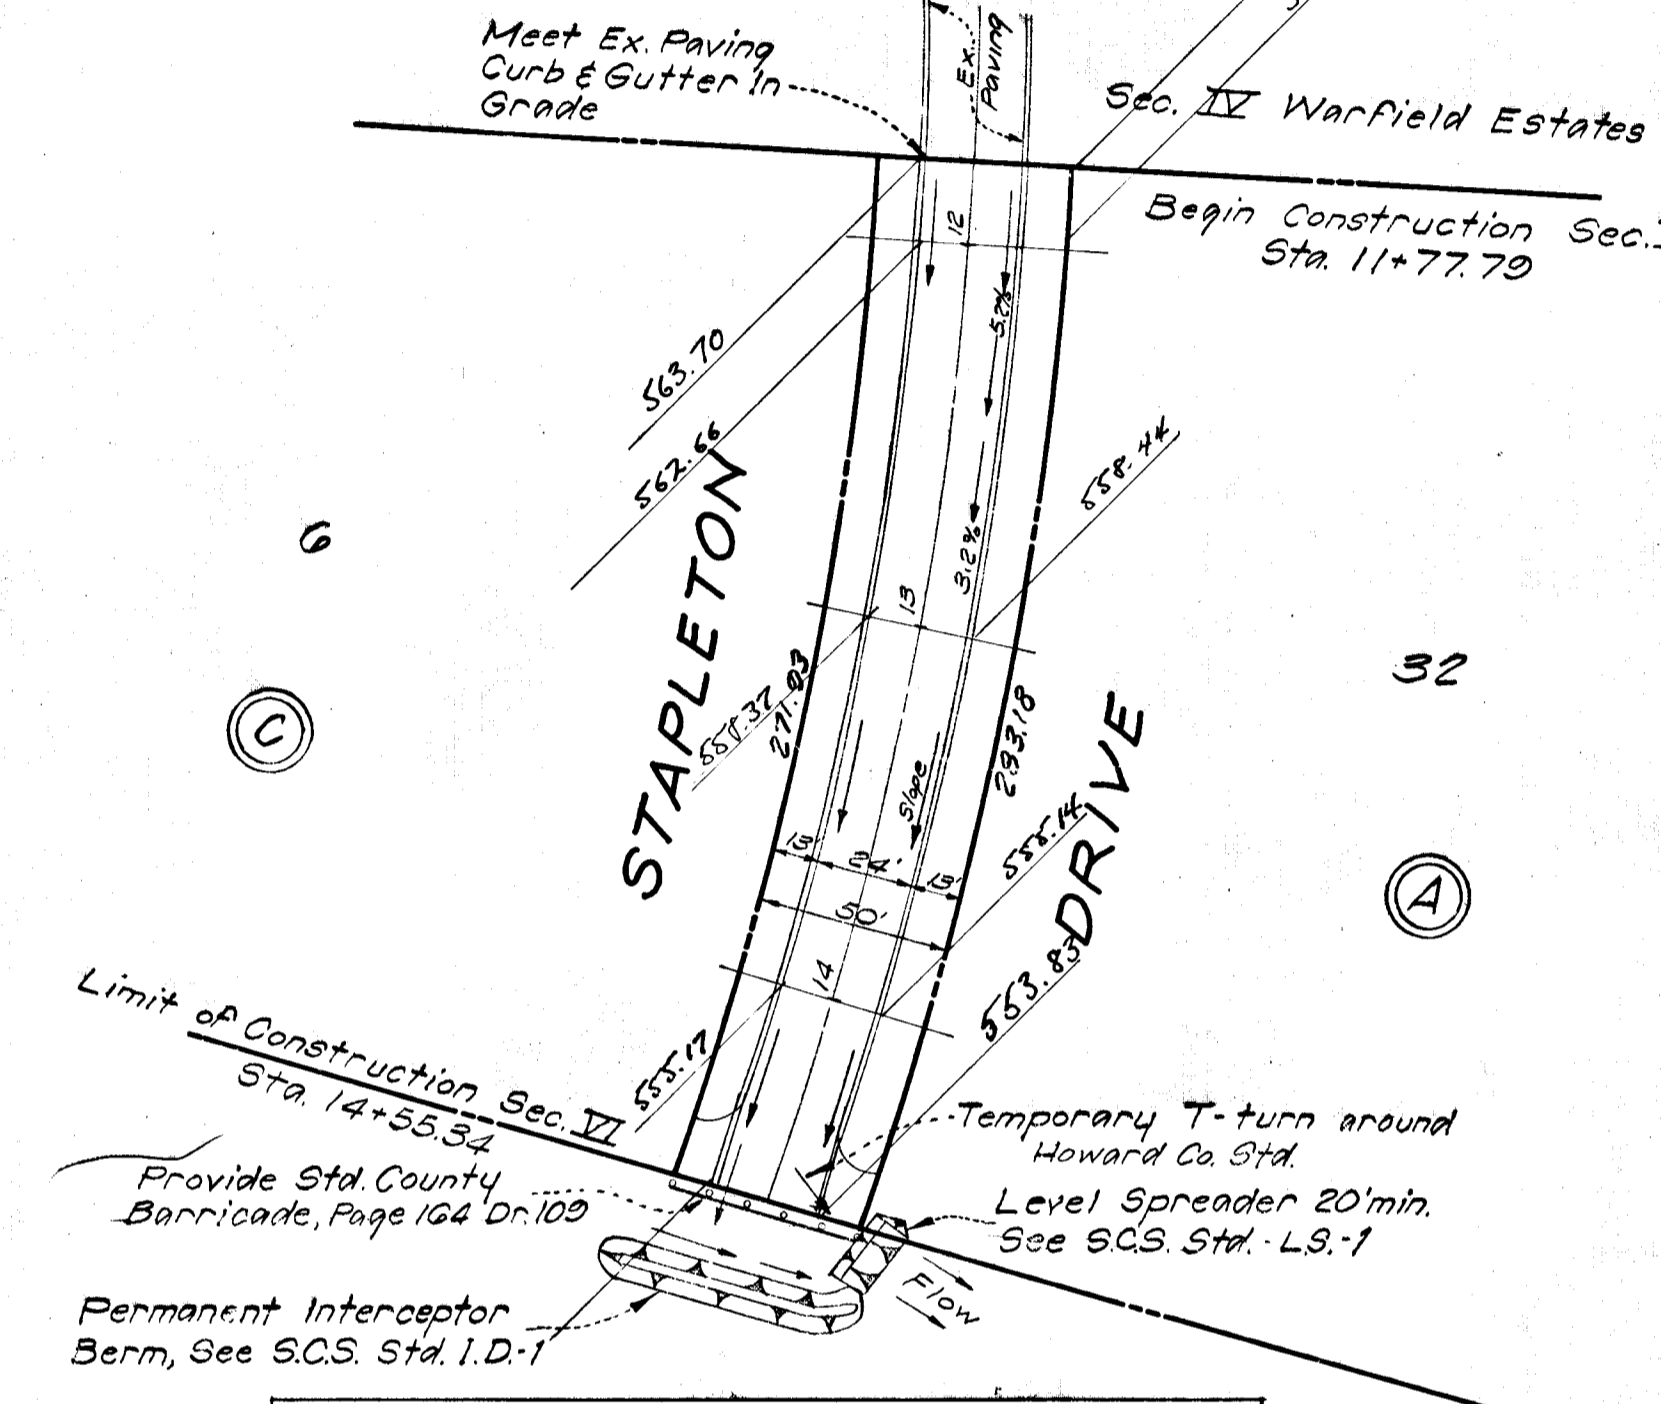 Meet Ex. Paving
Curb & Gutter In
Grade
Ex.
Paving
Sec. IV Warfield Estates
Begin Construction Sec.
Sta. 11+77.79
12
5.2%
563.70
562.66
558.44
3.2%
13
6
32
STAPLETON
DRIVE
271.93
283.18
C
A
Slope
13'
24'
13'
50'
555.14
14
553.83
555.17
Limit of Construction Sec. VI
Sta. 14+55.34
Temporary T-turn around
Howard Co. Std.
Provide Std. County
Barricade, Page 164 Dr. 109
Level Spreader 20' min.
See S.C.S. Std. - L.S.-1
Flow
Permanent Interceptor
Berm, See S.C.S. Std. I.D.-1